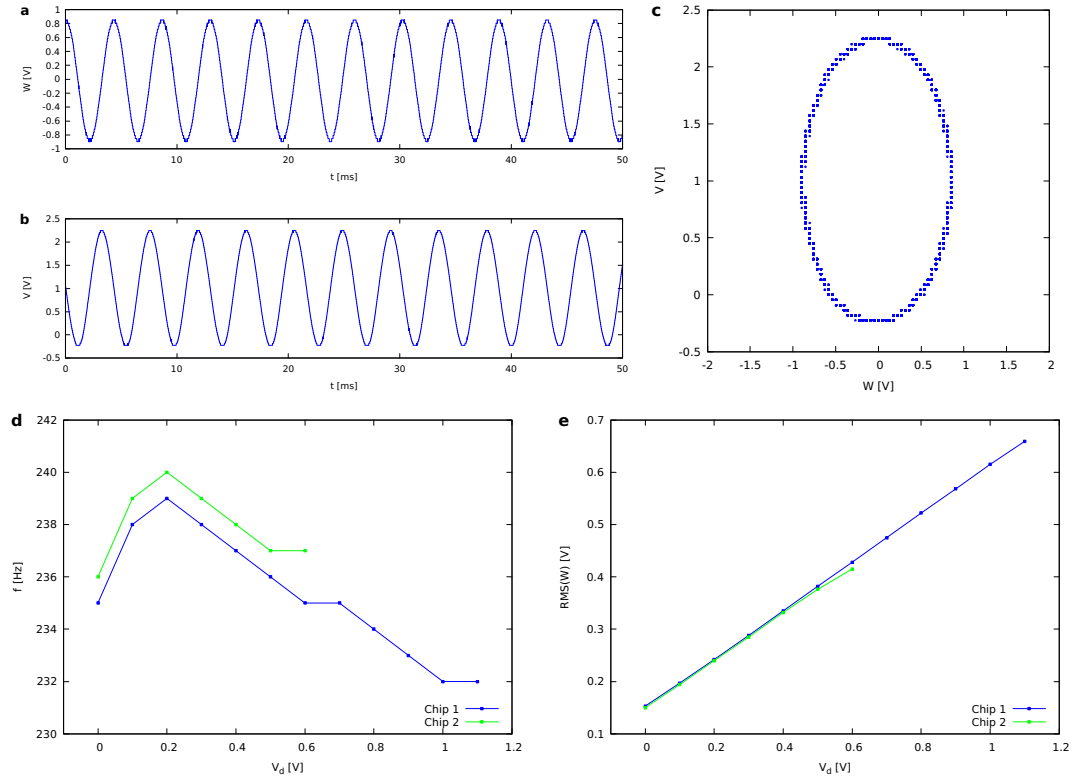 a
1
0.8
0.6
0.4
0.2
0
-0.2
-0.4
-0.6
-0.8
-1
W [V]
0 10 20 30 40 50
t [ms]
b
2.5
2
1.5
1
0.5
0
-0.5
V [V]
0 10 20 30 40 50
t [ms]
c
2.5
2
1.5
1
0.5
0
-0.5
V [V]
-2 -1.5 -1 -0.5 0 0.5 1 1.5 2
W [V]
d
242
240
238
236
234
232
230
f [Hz]
Chip 1
Chip 2
0 0.2 0.4 0.6 0.8 1 1.2
V_d [V]
e
0.7
0.6
0.5
0.4
0.3
0.2
0.1
RMS(W) [V]
Chip 1
Chip 2
0 0.2 0.4 0.6 0.8 1 1.2
V_d [V]